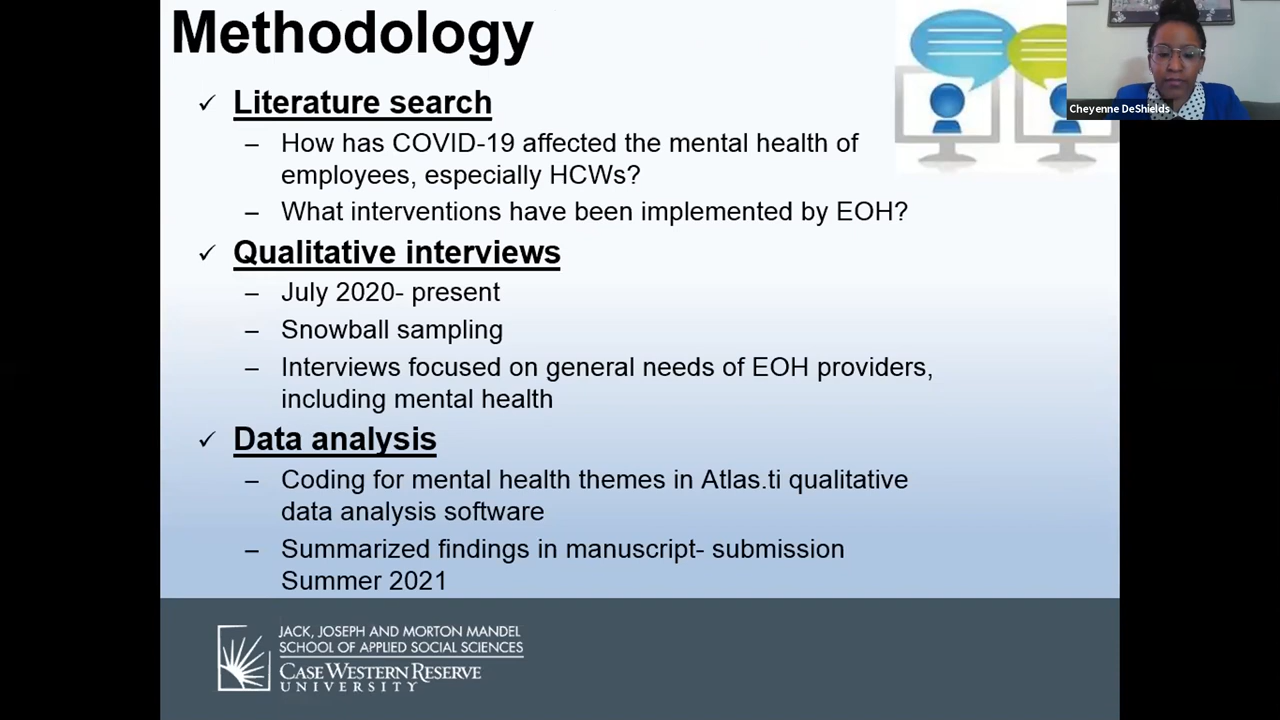 Methodology
✓ Literature search
– How has COVID-19 affected the mental health of
employees, especially HCWs?
– What interventions have been implemented by EOH?
✓ Qualitative interviews
– July 2020- present
– Snowball sampling
– Interviews focused on general needs of EOH providers,
including mental health
✓ Data analysis
– Coding for mental health themes in Atlas.ti qualitative
data analysis software
– Summarized findings in manuscript- submission
Summer 2021
Cheyenne DeShields
JACK, JOSEPH AND MORTON MANDEL
SCHOOL OF APPLIED SOCIAL SCIENCES
CASE WESTERN RESERVE
UNIVERSITY